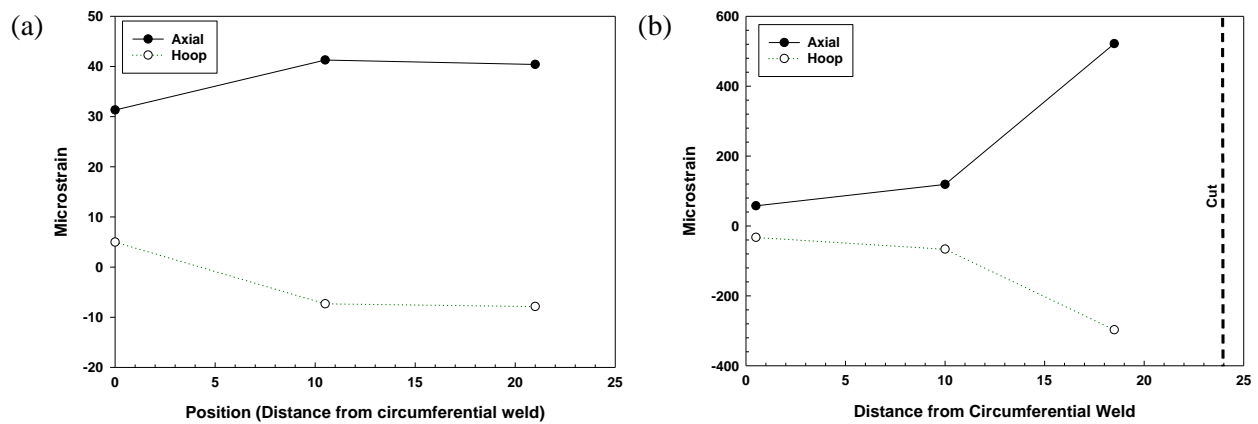 (a)
50
40
30
20
10
0
-10
-20
Axial
Hoop
Microstrain
0 5 10 15 20 25
Position (Distance from circumferential weld)
(b)
600
400
200
0
-200
-400
Axial
Hoop
Microstrain
Cut
0 5 10 15 20 25
Distance from Circumferential Weld